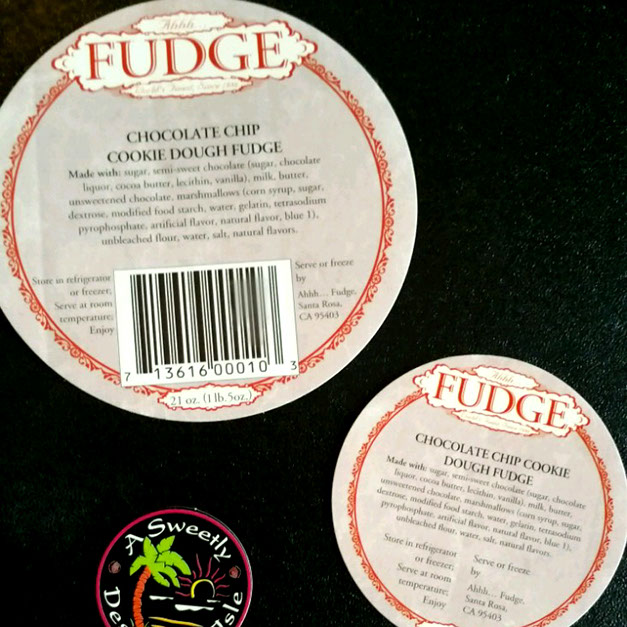 Ahhh...
FUDGE
World's Finest, Since 1888
CHOCOLATE CHIP
COOKIE DOUGH FUDGE
Made with: sugar, semi-sweet chocolate (sugar, chocolate
liquor, cocoa butter, lecithin, vanilla), milk, butter,
unsweetened chocolate, marshmallows (corn syrup, sugar,
dextrose, modified food starch, water, gelatin, tetrasodium
pyrophosphate, artificial flavor, natural flavor, blue 1),
unbleached flour, water, salt, natural flavors.
Store in refrigerator
or freezer;
Serve at room
temperature;
Enjoy
Serve or freeze
by
Ahhh... Fudge,
Santa Rosa,
CA 95403
7 13616 00010 3
21 oz. (1 lb.5oz.)
Ahhh
FUDGE
CHOCOLATE CHIP COOKIE
DOUGH FUDGE
Made with: sugar, semi-sweet chocolate (sugar, chocolate
liquor, cocoa butter, lecithin, vanilla), milk, butter,
unsweetened chocolate, marshmallows (corn syrup, sugar,
dextrose, modified food starch, water, gelatin, tetrasodium
pyrophosphate, artificial flavor, natural flavor, blue 1),
unbleached flour, water, salt, natural flavors.
Store in refrigerator
or freezer;
Serve at room
temperature;
Enjoy
Serve or freeze
by
Ahhh... Fudge,
Santa Rosa,
CA 95403
A Sweetly
De
Isle